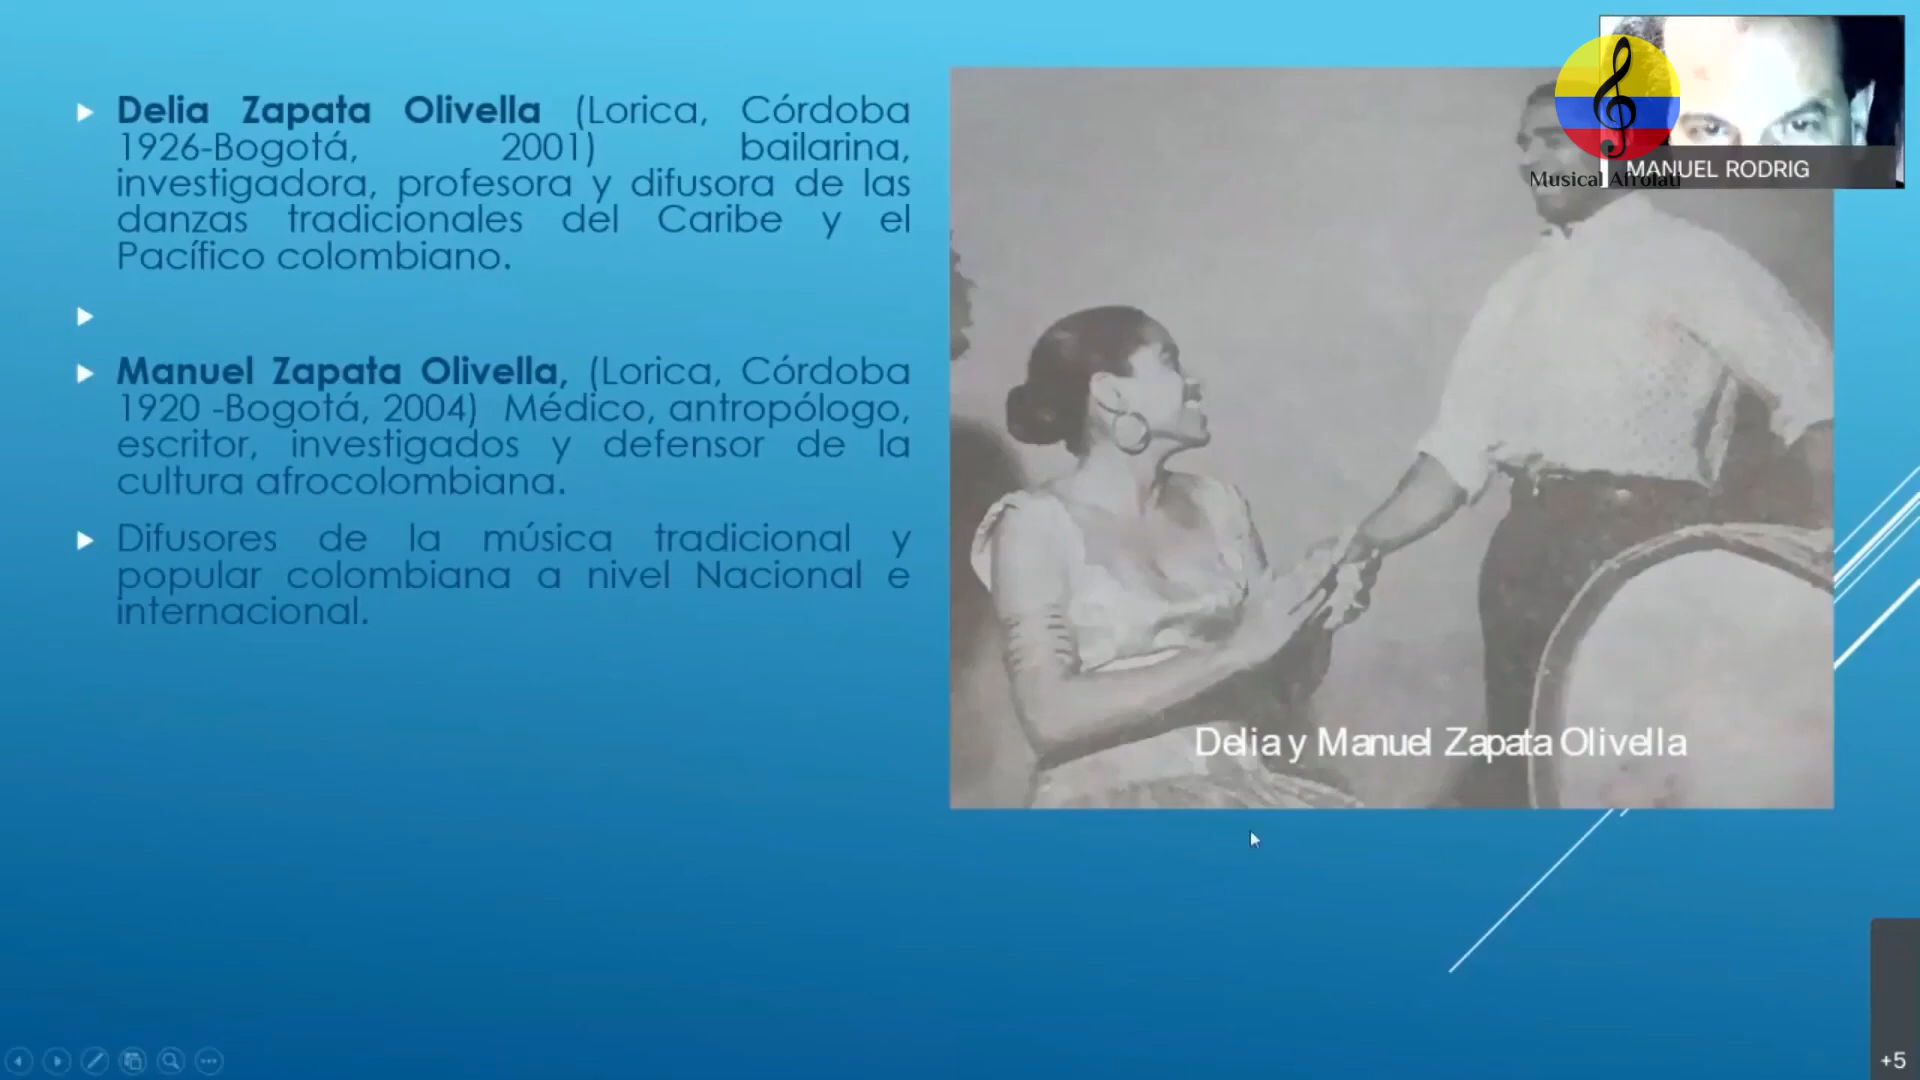 Delia Zapata Olivella (Lorica, Córdoba
1926-Bogotá, 2001) bailarina,
investigadora, profesora y difusora de las
danzas tradicionales del Caribe y el
Pacífico colombiano.
Manuel Zapata Olivella, (Lorica, Córdoba
1920 -Bogotá, 2004) Médico, antropólogo,
escritor, investigados y defensor de la
cultura afrocolombiana.
Difusores de la música tradicional y
popular colombiana a nivel Nacional e
internacional.
MANUEL RODRIG
Musical Afrolati
Delia y Manuel Zapata Olivella
+5